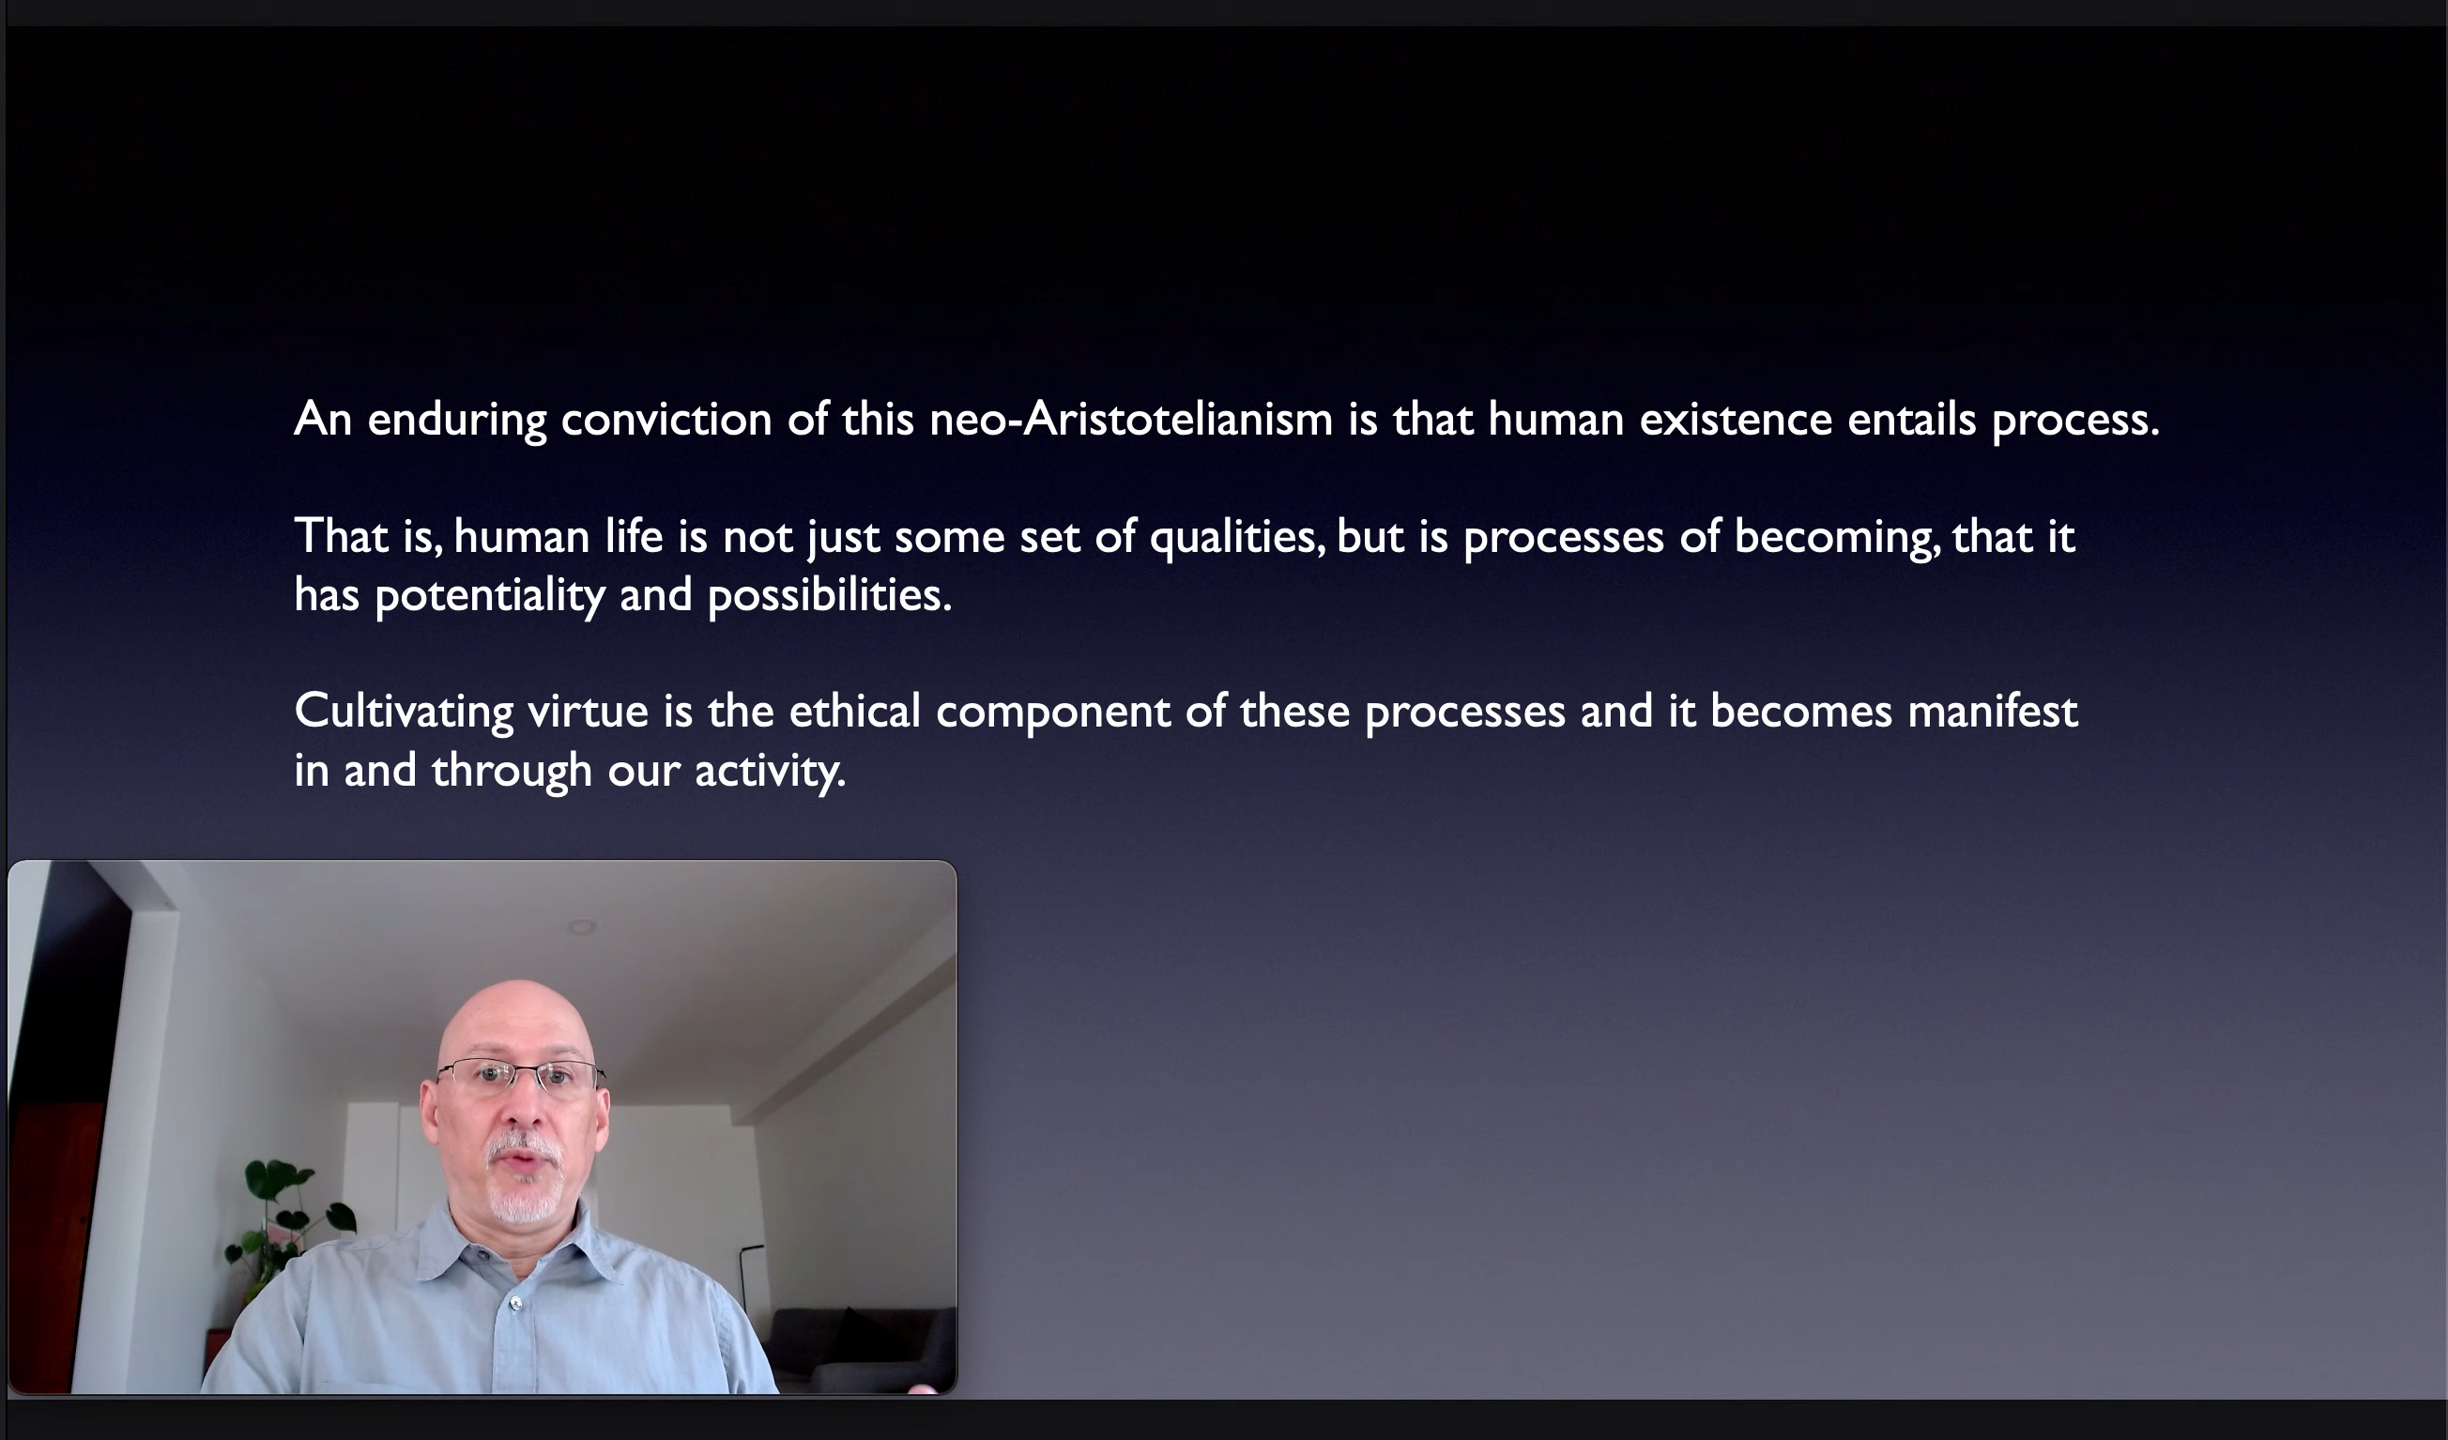 An enduring conviction of this neo-Aristotelianism is that human existence entails process.
That is, human life is not just some set of qualities, but is processes of becoming, that it
has potentiality and possibilities.
Cultivating virtue is the ethical component of these processes and it becomes manifest
in and through our activity.